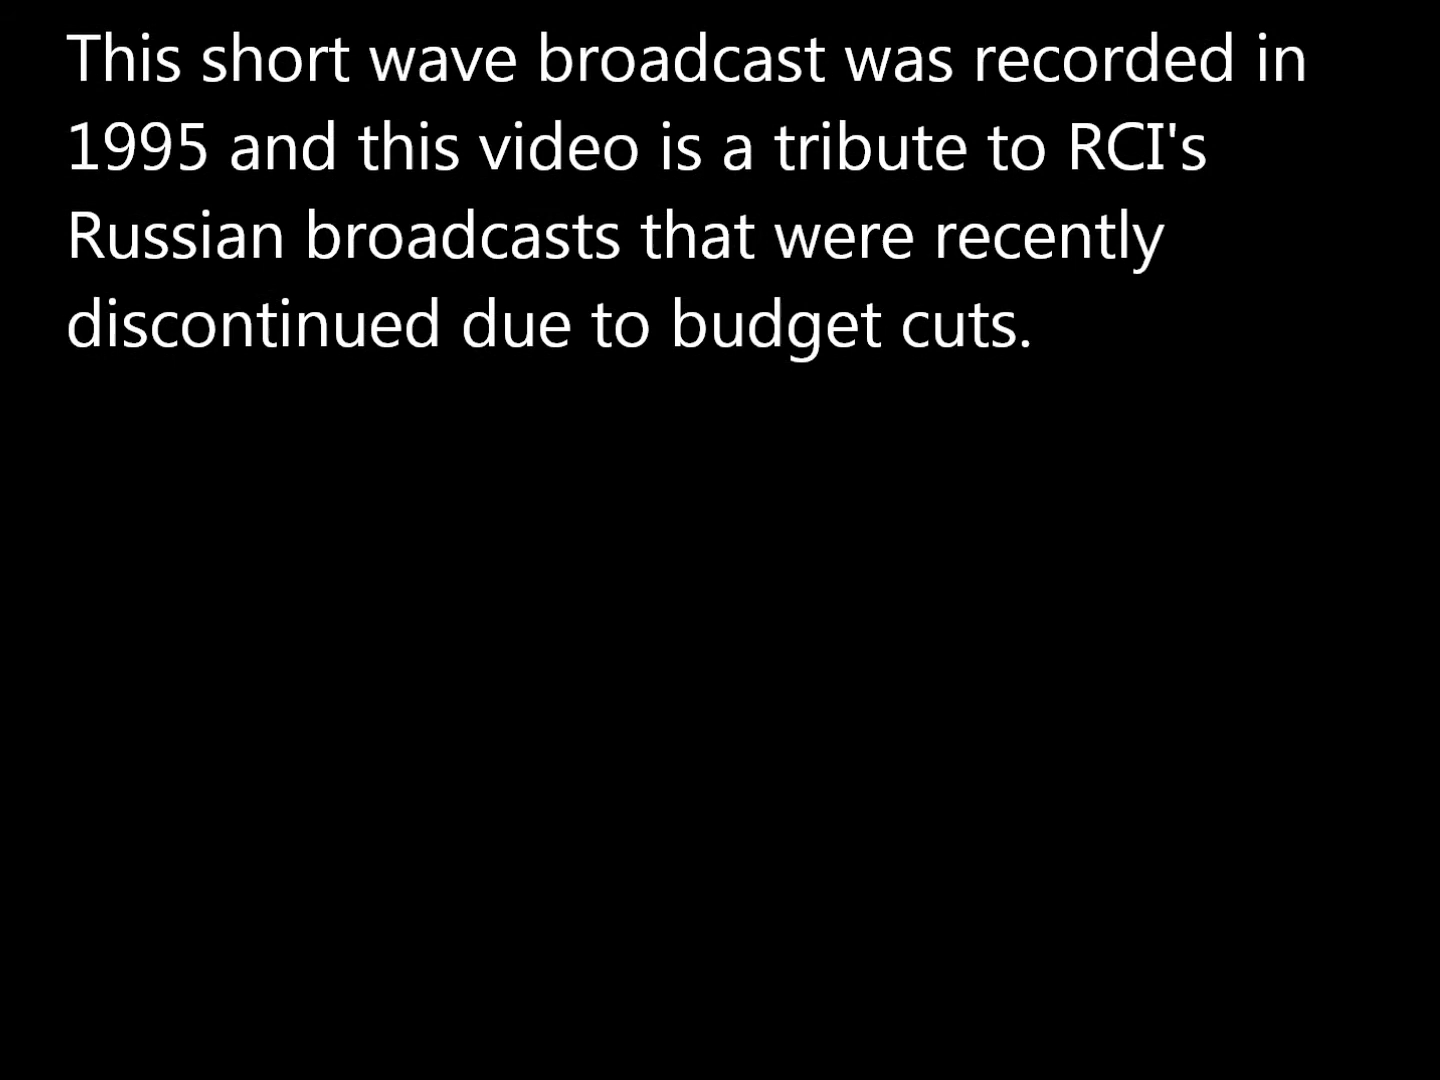 This short wave broadcast was recorded in
1995 and this video is a tribute to RCI's
Russian broadcasts that were recently
discontinued due to budget cuts.